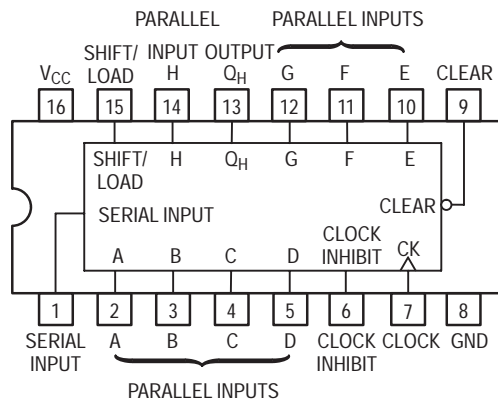 PARALLEL PARALLEL INPUTS
SHIFT/ INPUT OUTPUT
VCC LOAD H QH G F E CLEAR
16 15 14 13 12 11 10 9
SHIFT/ H QH G F E
LOAD
SERIAL INPUT
CLEAR
CLOCK
A B C D INHIBIT CK
1 2 3 4 5 6 7 8
SERIAL A B C D CLOCK CLOCK GND
INPUT INHIBIT
PARALLEL INPUTS